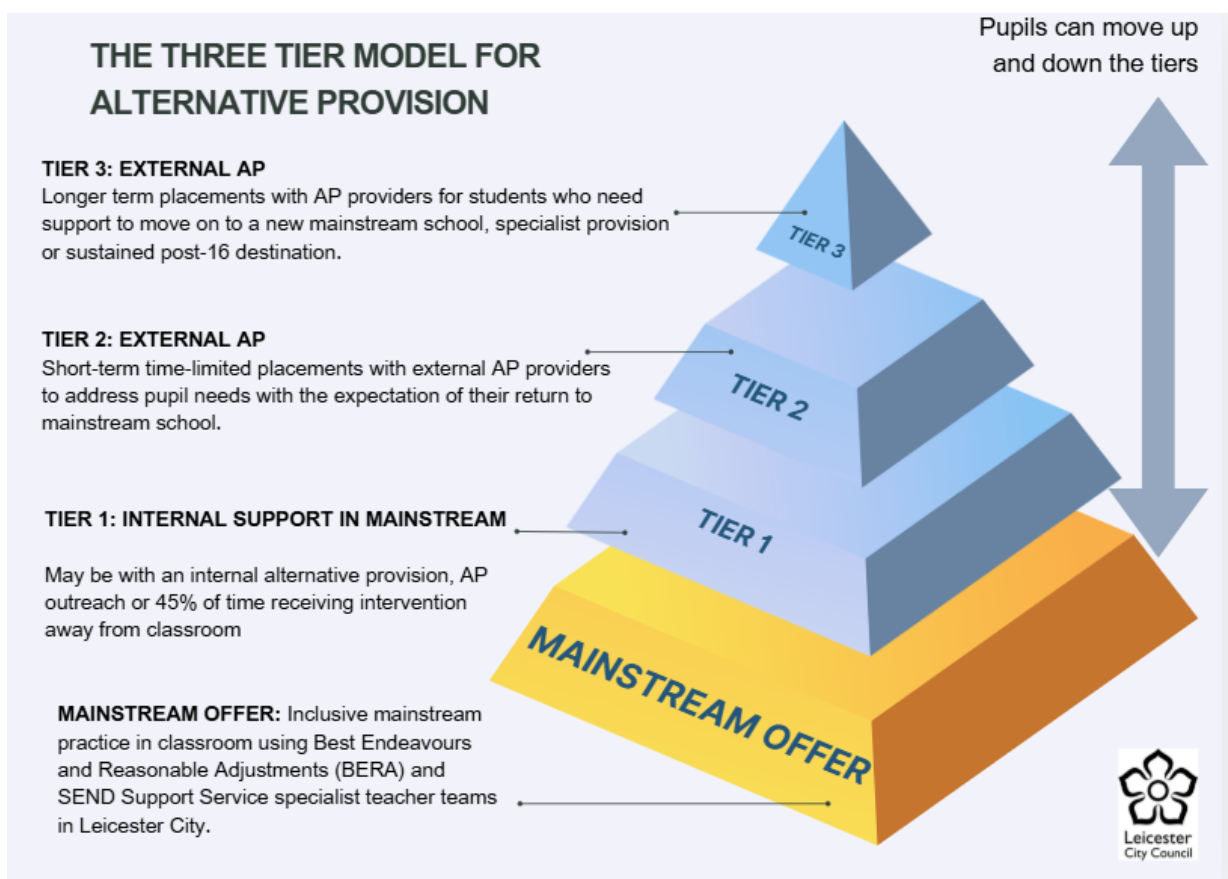 THE THREE TIER MODEL FOR
ALTERNATIVE PROVISION
Pupils can move up
and down the tiers
TIER 3: EXTERNAL AP
Longer term placements with AP providers for students who need
support to move on to a new mainstream school, specialist provision
or sustained post-16 destination.
TIER 3
TIER 2: EXTERNAL AP
Short-term time-limited placements with external AP providers
to address pupil needs with the expectation of their return to
mainstream school.
TIER 2
TIER 1: INTERNAL SUPPORT IN MAINSTREAM
May be with an internal alternative provision, AP
outreach or 45% of time receiving intervention
away from classroom
TIER 1
MAINSTREAM OFFER: Inclusive mainstream
practice in classroom using Best Endeavours
and Reasonable Adjustments (BERA) and
SEND Support Service specialist teacher teams
in Leicester City.
MAINSTREAM OFFER
Leicester
City Council